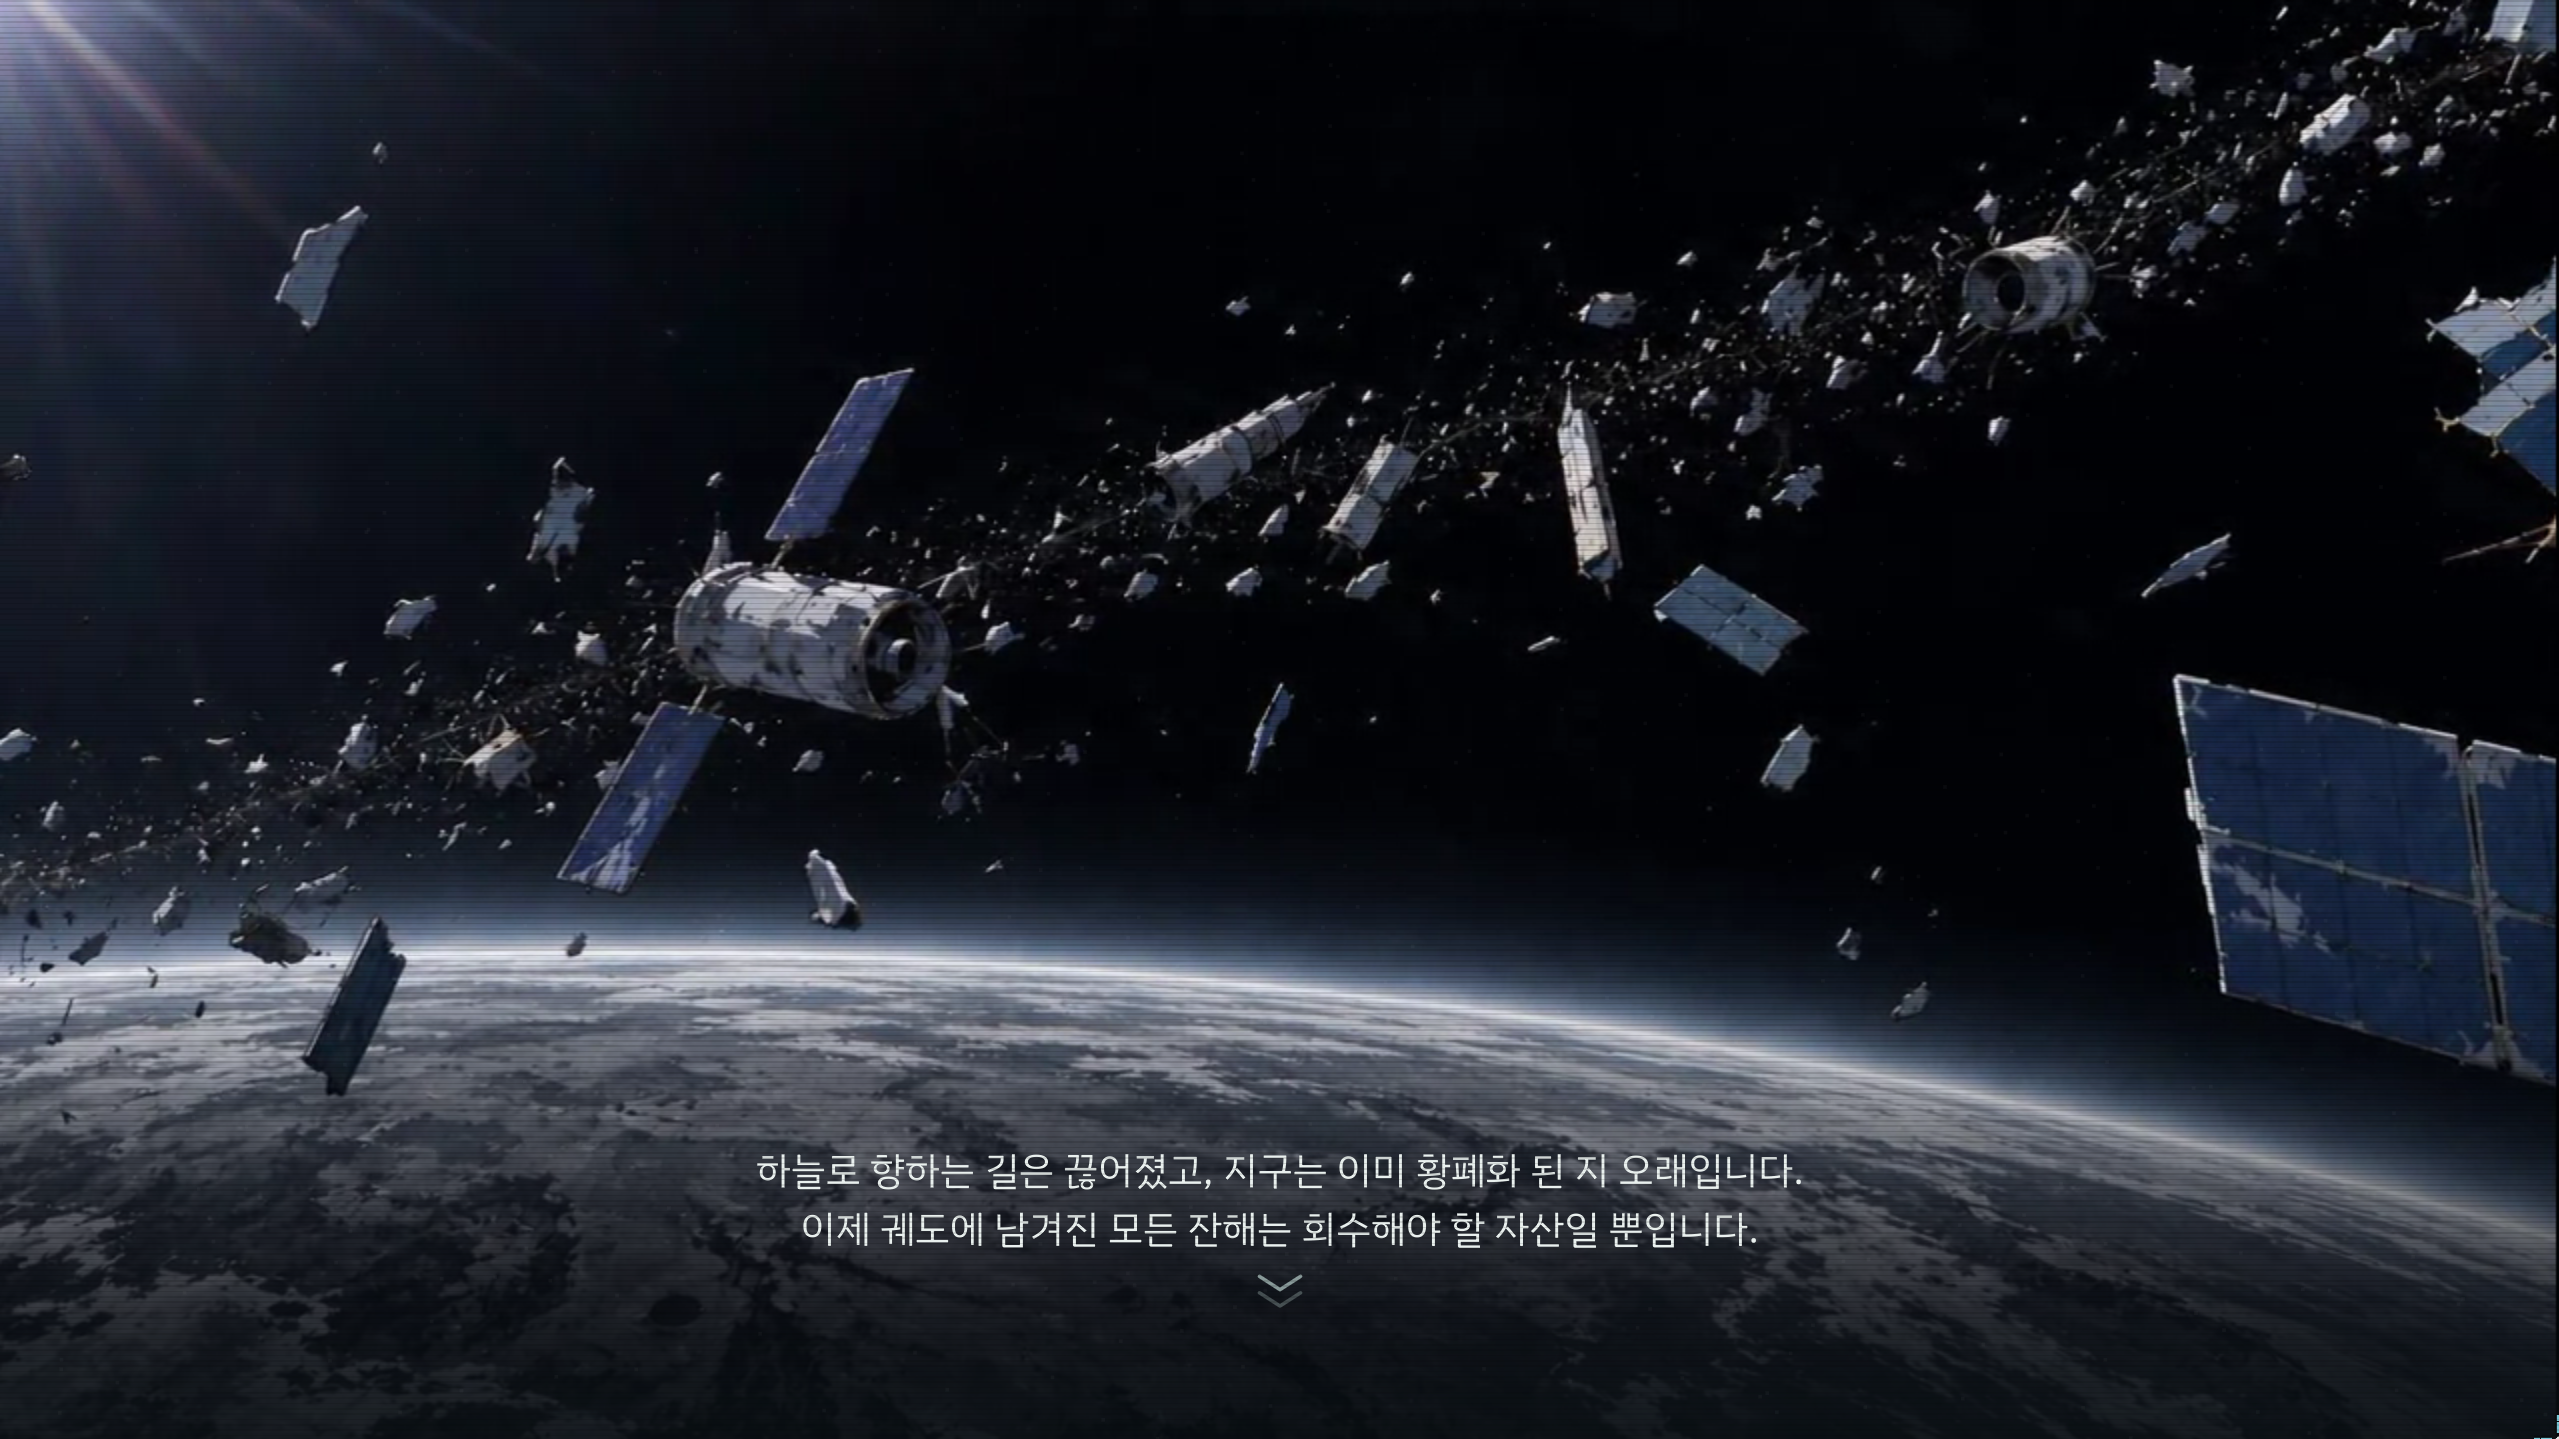 하늘로 향하는 길은 끊어졌고, 지구는 이미 황폐화 된 지 오래입니다.
이제 궤도에 남겨진 모든 잔해는 회수해야 할 자산일 뿐입니다.